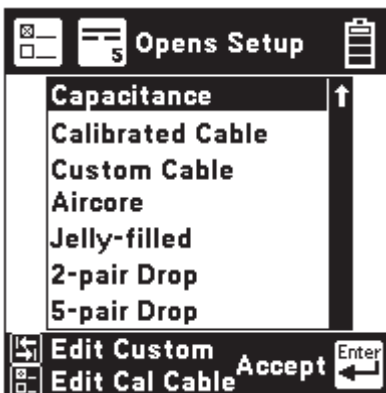 5 Opens Setup
Capacitance
Calibrated Cable
Custom Cable
Aircore
Jelly-filled
2-pair Drop
5-pair Drop
Edit Custom
Edit Cal Cable
Accept
Enter